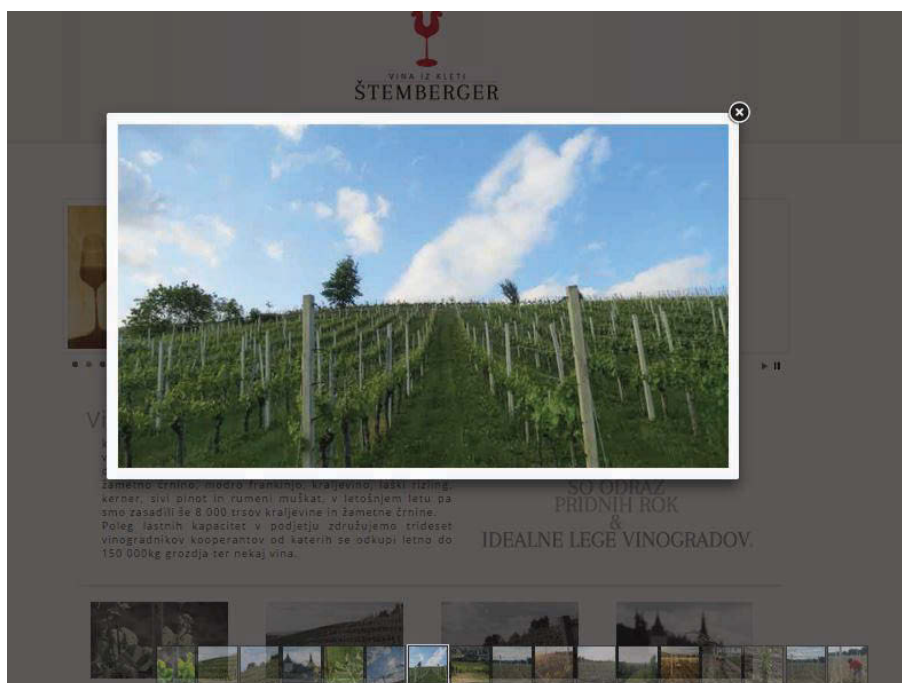 VINA IZ KLETI
ŠTEMBERGER
žametno črnino, modro frankinjo, kraljevino, laški rizling,
kerner, sivi pinot in rumeni muškat, v letošnjem letu pa
smo zasadili še 8.000 trsov kraljevine in žametne črnine.
Poleg lastnih kapacitet v podjetju združujemo trideset
vinogradnikov kooperantov od katerih se odkupi letno do
150 000kg grozdja ter nekaj vina.
SO ODRAZ
PRIDNIH ROK
&
IDEALNE LEGE VINOGRADOV.